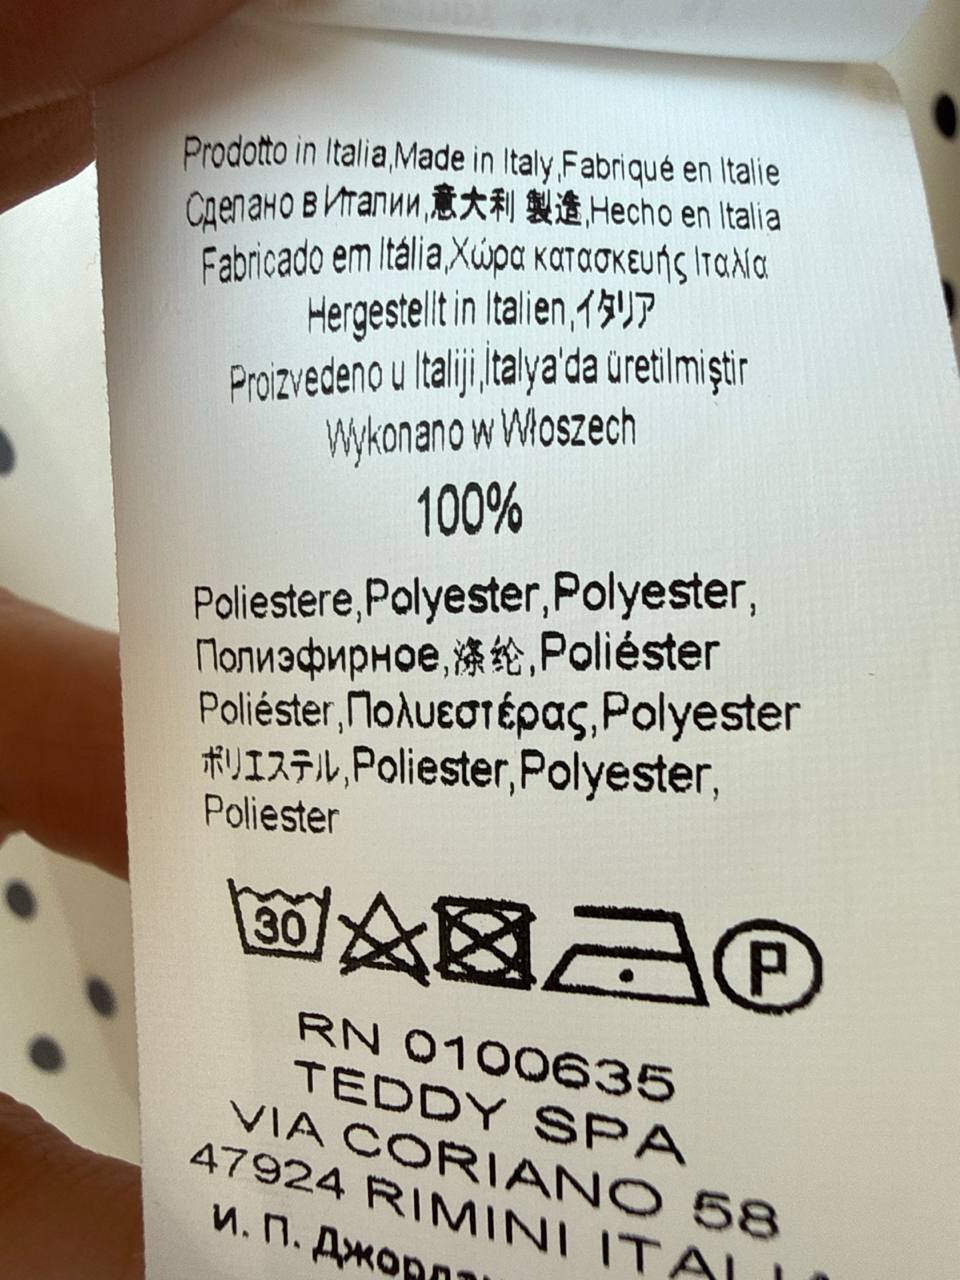 Prodotto in Italia,Made in Italy,Fabriqué en Italie
Сделано в Италии,意大利 製造,Hecho en Italia
Fabricado em Itália,Χώρα κατασκευής Ιταλία
Hergestellt in Italien,イタリア
Proizvedeno u Italiji,İtalya'da üretilmiştir
Wykonano w Włoszech
100%
Poliestere,Polyester,Polyester,
Полиэфирное,涤纶,Poliéster
Poliéster,Πολυεστέρας,Polyester
ポリエステル,Poliester,Polyester,
Poliester
30
P
RN 0100635
TEDDY SPA
VIA CORIANO 58
47924 RIMINI ITALIA
И. П.